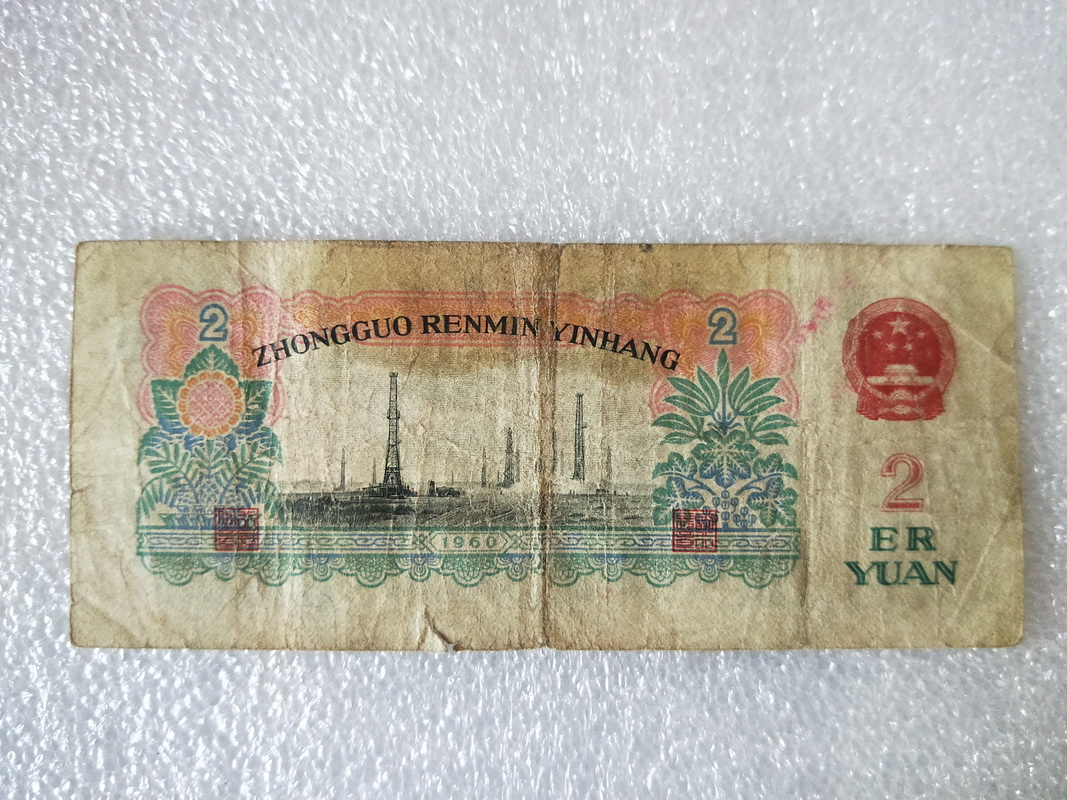 2
2
ZHONGGUO RENMIN YINHANG
2
ER
YUAN
1960